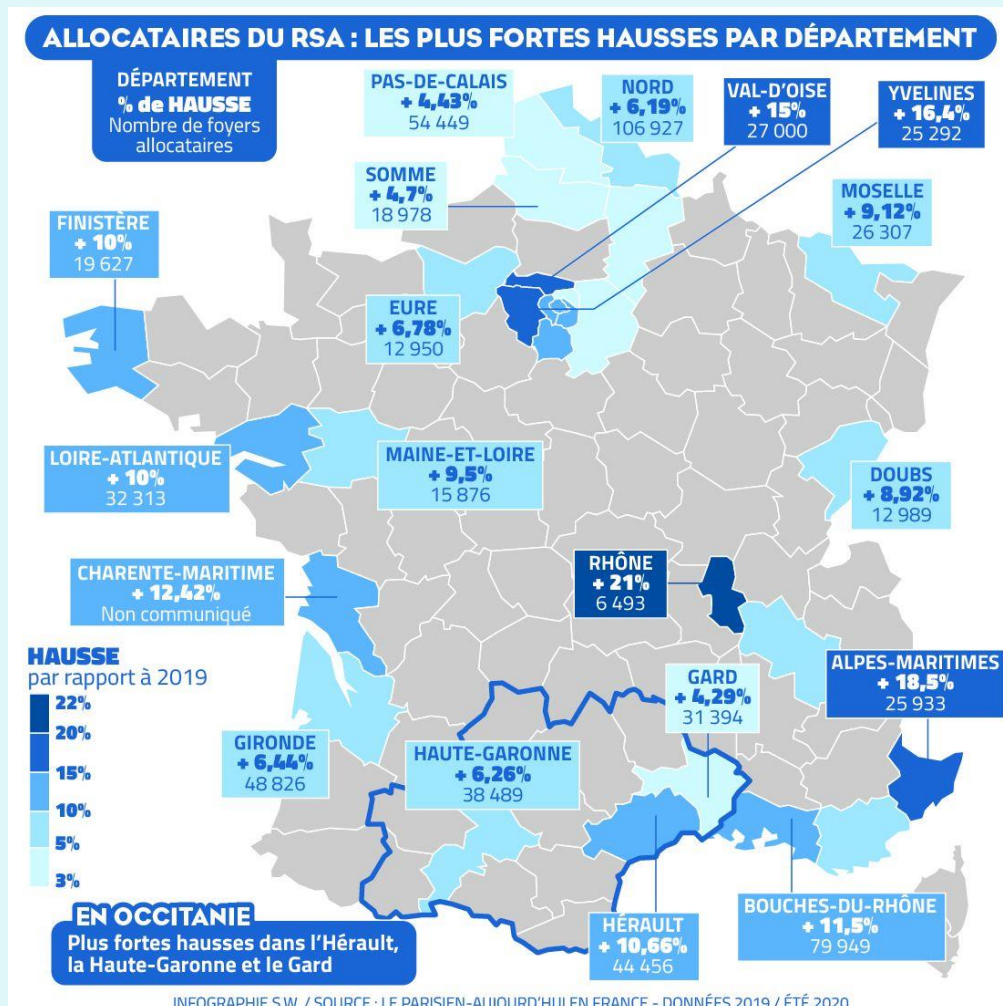 ALLOCATAIRES DU RSA : LES PLUS FORTES HAUSSES PAR DÉPARTEMENT
DÉPARTEMENT
% de HAUSSE
Nombre de foyers
allocataires
PAS-DE-CALAIS
+ 4,43%
54 449
NORD
+ 6,19%
106 927
VAL-D'OISE
+ 15%
27 000
YVELINES
+ 16,4%
25 292
SOMME
+ 4,7%
18 978
MOSELLE
+ 9,12%
26 307
FINISTÈRE
+ 10%
19 627
EURE
+ 6,78%
12 950
LOIRE-ATLANTIQUE
+ 10%
32 313
MAINE-ET-LOIRE
+ 9,5%
15 876
DOUBS
+ 8,92%
12 989
CHARENTE-MARITIME
+ 12,42%
Non communiqué
RHÔNE
+ 21%
6 493
HAUSSE
par rapport à 2019
22%
20%
15%
10%
5%
3%
ALPES-MARITIMES
+ 18,5%
25 933
GARD
+ 4,29%
31 394
GIRONDE
+ 6,44%
48 826
HAUTE-GARONNE
+ 6,26%
38 489
HÉRAULT
+ 10,66%
44 456
BOUCHES-DU-RHÔNE
+ 11,5%
79 949
EN OCCITANIE
Plus fortes hausses dans l'Hérault,
la Haute-Garonne et le Gard
INFOGRAPHIE S.W. / SOURCE : LE PARISIEN-AUJOURD'HUI EN FRANCE - DONNÉES 2019 / ÉTÉ 2020